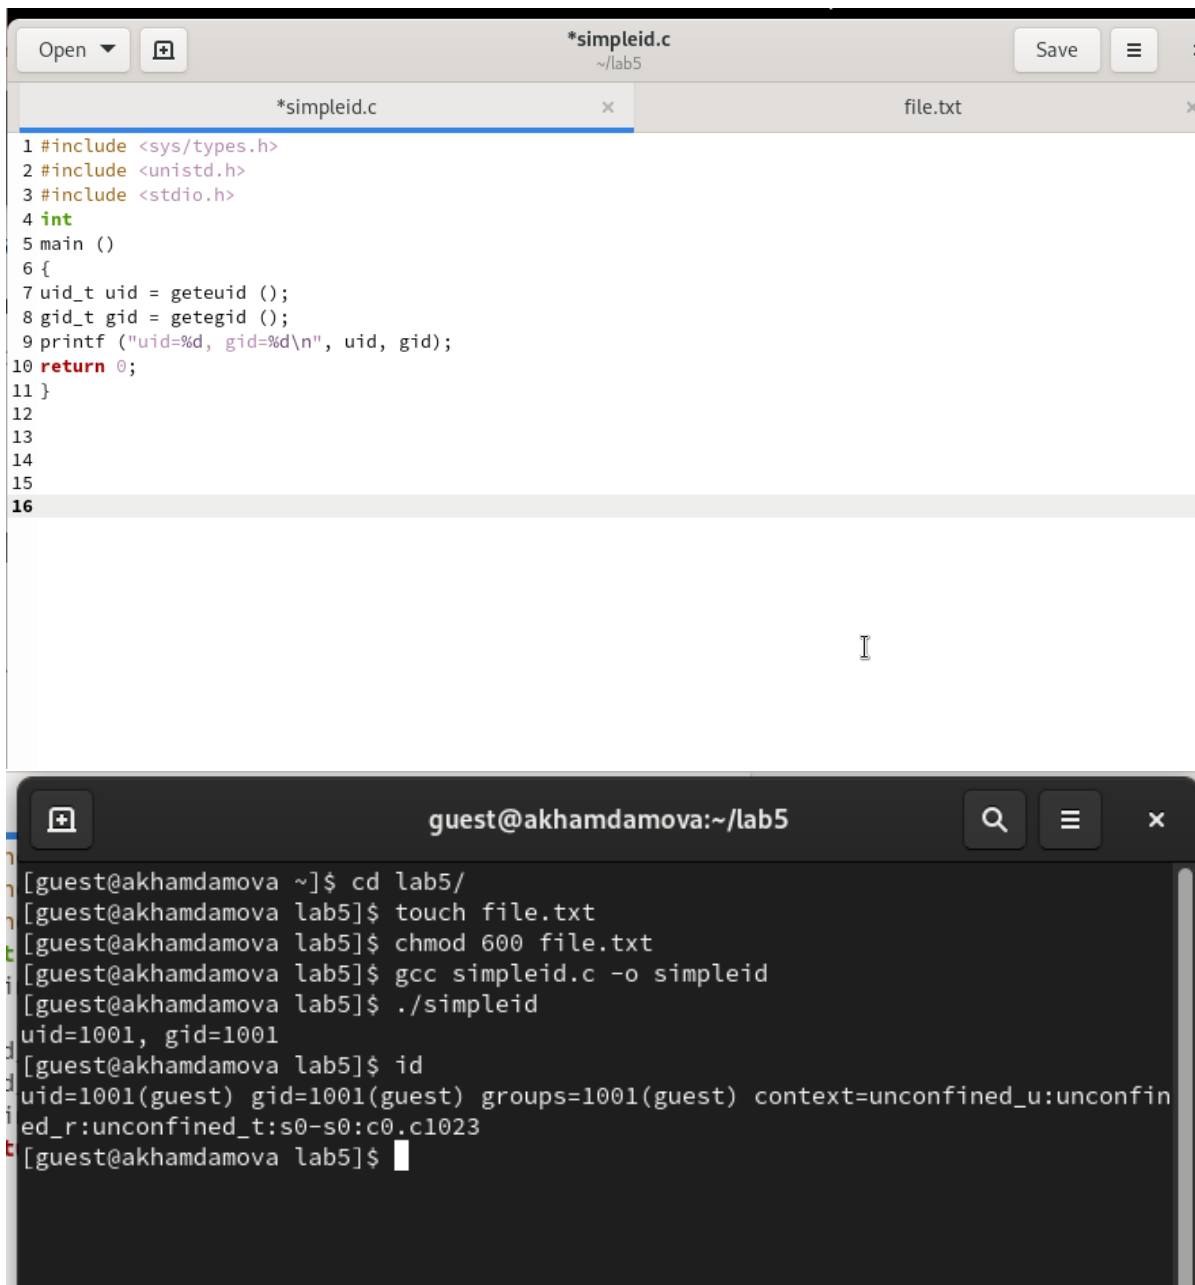 *simpleid.c
Open
~/lab5
Save
*simpleid.c
file.txt
1 #include <sys/types.h>
2 #include <unistd.h>
3 #include <stdio.h>
4 int
5 main ()
6 {
7 uid_t uid = geteuid ();
8 gid_t gid = getegid ();
9 printf ("uid=%d, gid=%d\n", uid, gid);
10 return 0;
11 }
12
13
14
15
16
guest@akhamdamova:~/lab5
[guest@akhamdamova ~]$ cd lab5/
[guest@akhamdamova lab5]$ touch file.txt
[guest@akhamdamova lab5]$ chmod 600 file.txt
[guest@akhamdamova lab5]$ gcc simpleid.c -o simpleid
[guest@akhamdamova lab5]$ ./simpleid
uid=1001, gid=1001
[guest@akhamdamova lab5]$ id
uid=1001(guest) gid=1001(guest) groups=1001(guest) context=unconfined_u:unconfin
ed_r:unconfined_t:s0-s0:c0.c1023
[guest@akhamdamova lab5]$